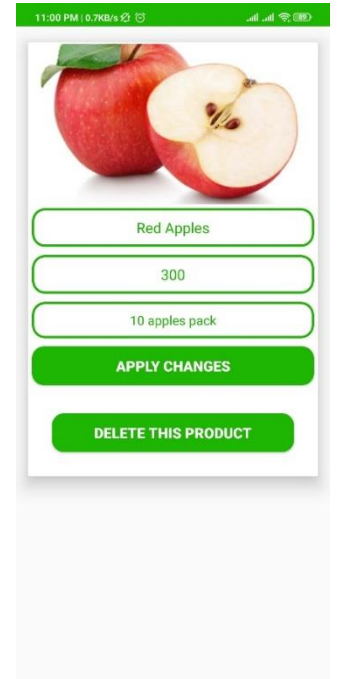 11:00 PM | 0.7KB/s
Red Apples
300
10 apples pack
APPLY CHANGES
DELETE THIS PRODUCT